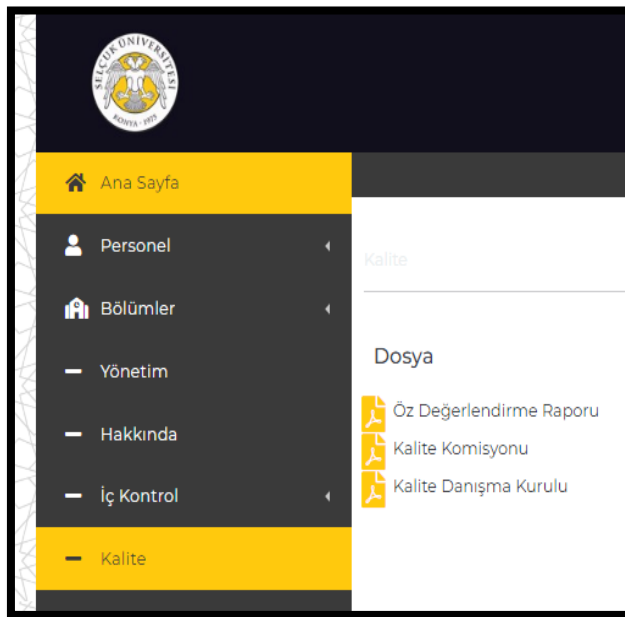 SELÇUK ÜNİVERSİTESİ
KONYA - 1975
Ana Sayfa
Personel
Bölümler
Yönetim
Hakkında
İç Kontrol
Kalite
Kalite
Dosya
Öz Değerlendirme Raporu
Kalite Komisyonu
Kalite Danışma Kurulu